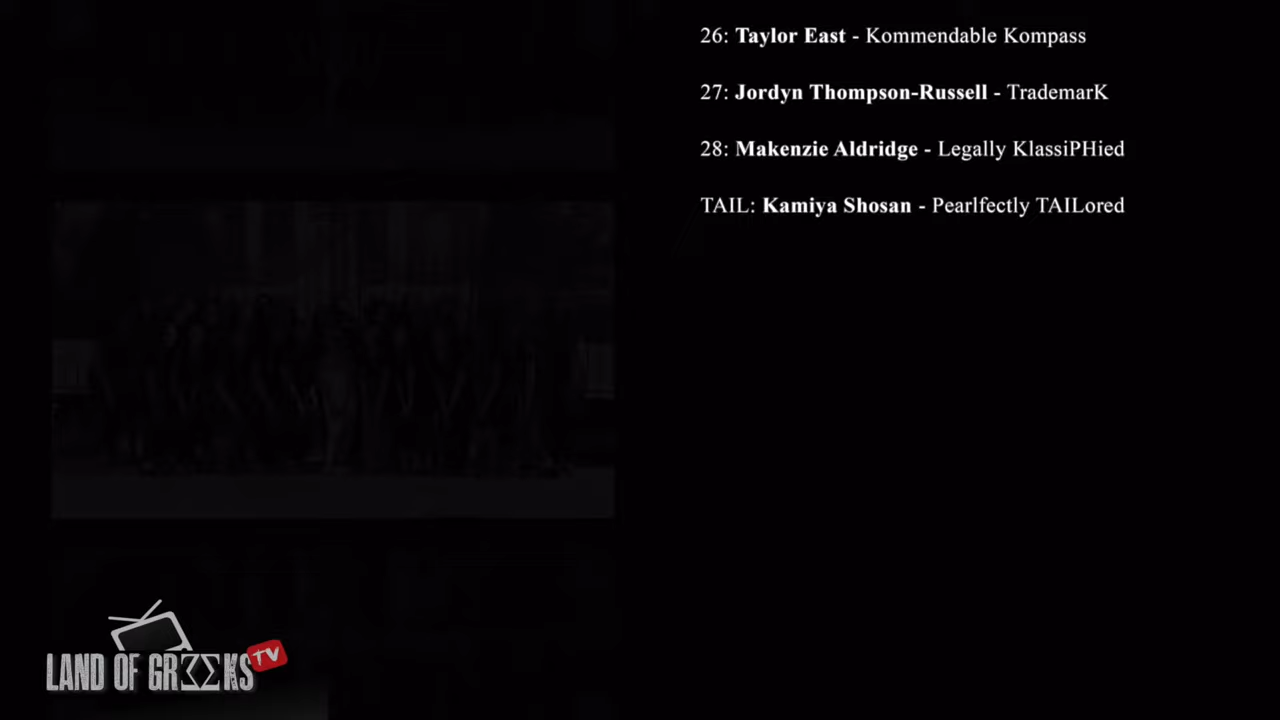 26: Taylor East - Kommendable Kompass
27: Jordyn Thompson-Russell - TrademarK
28: Makenzie Aldridge - Legally KlassiPHied
TAIL: Kamiya Shosan - Pearlfectly TAILored
LAND OF GRΣΣKS TV